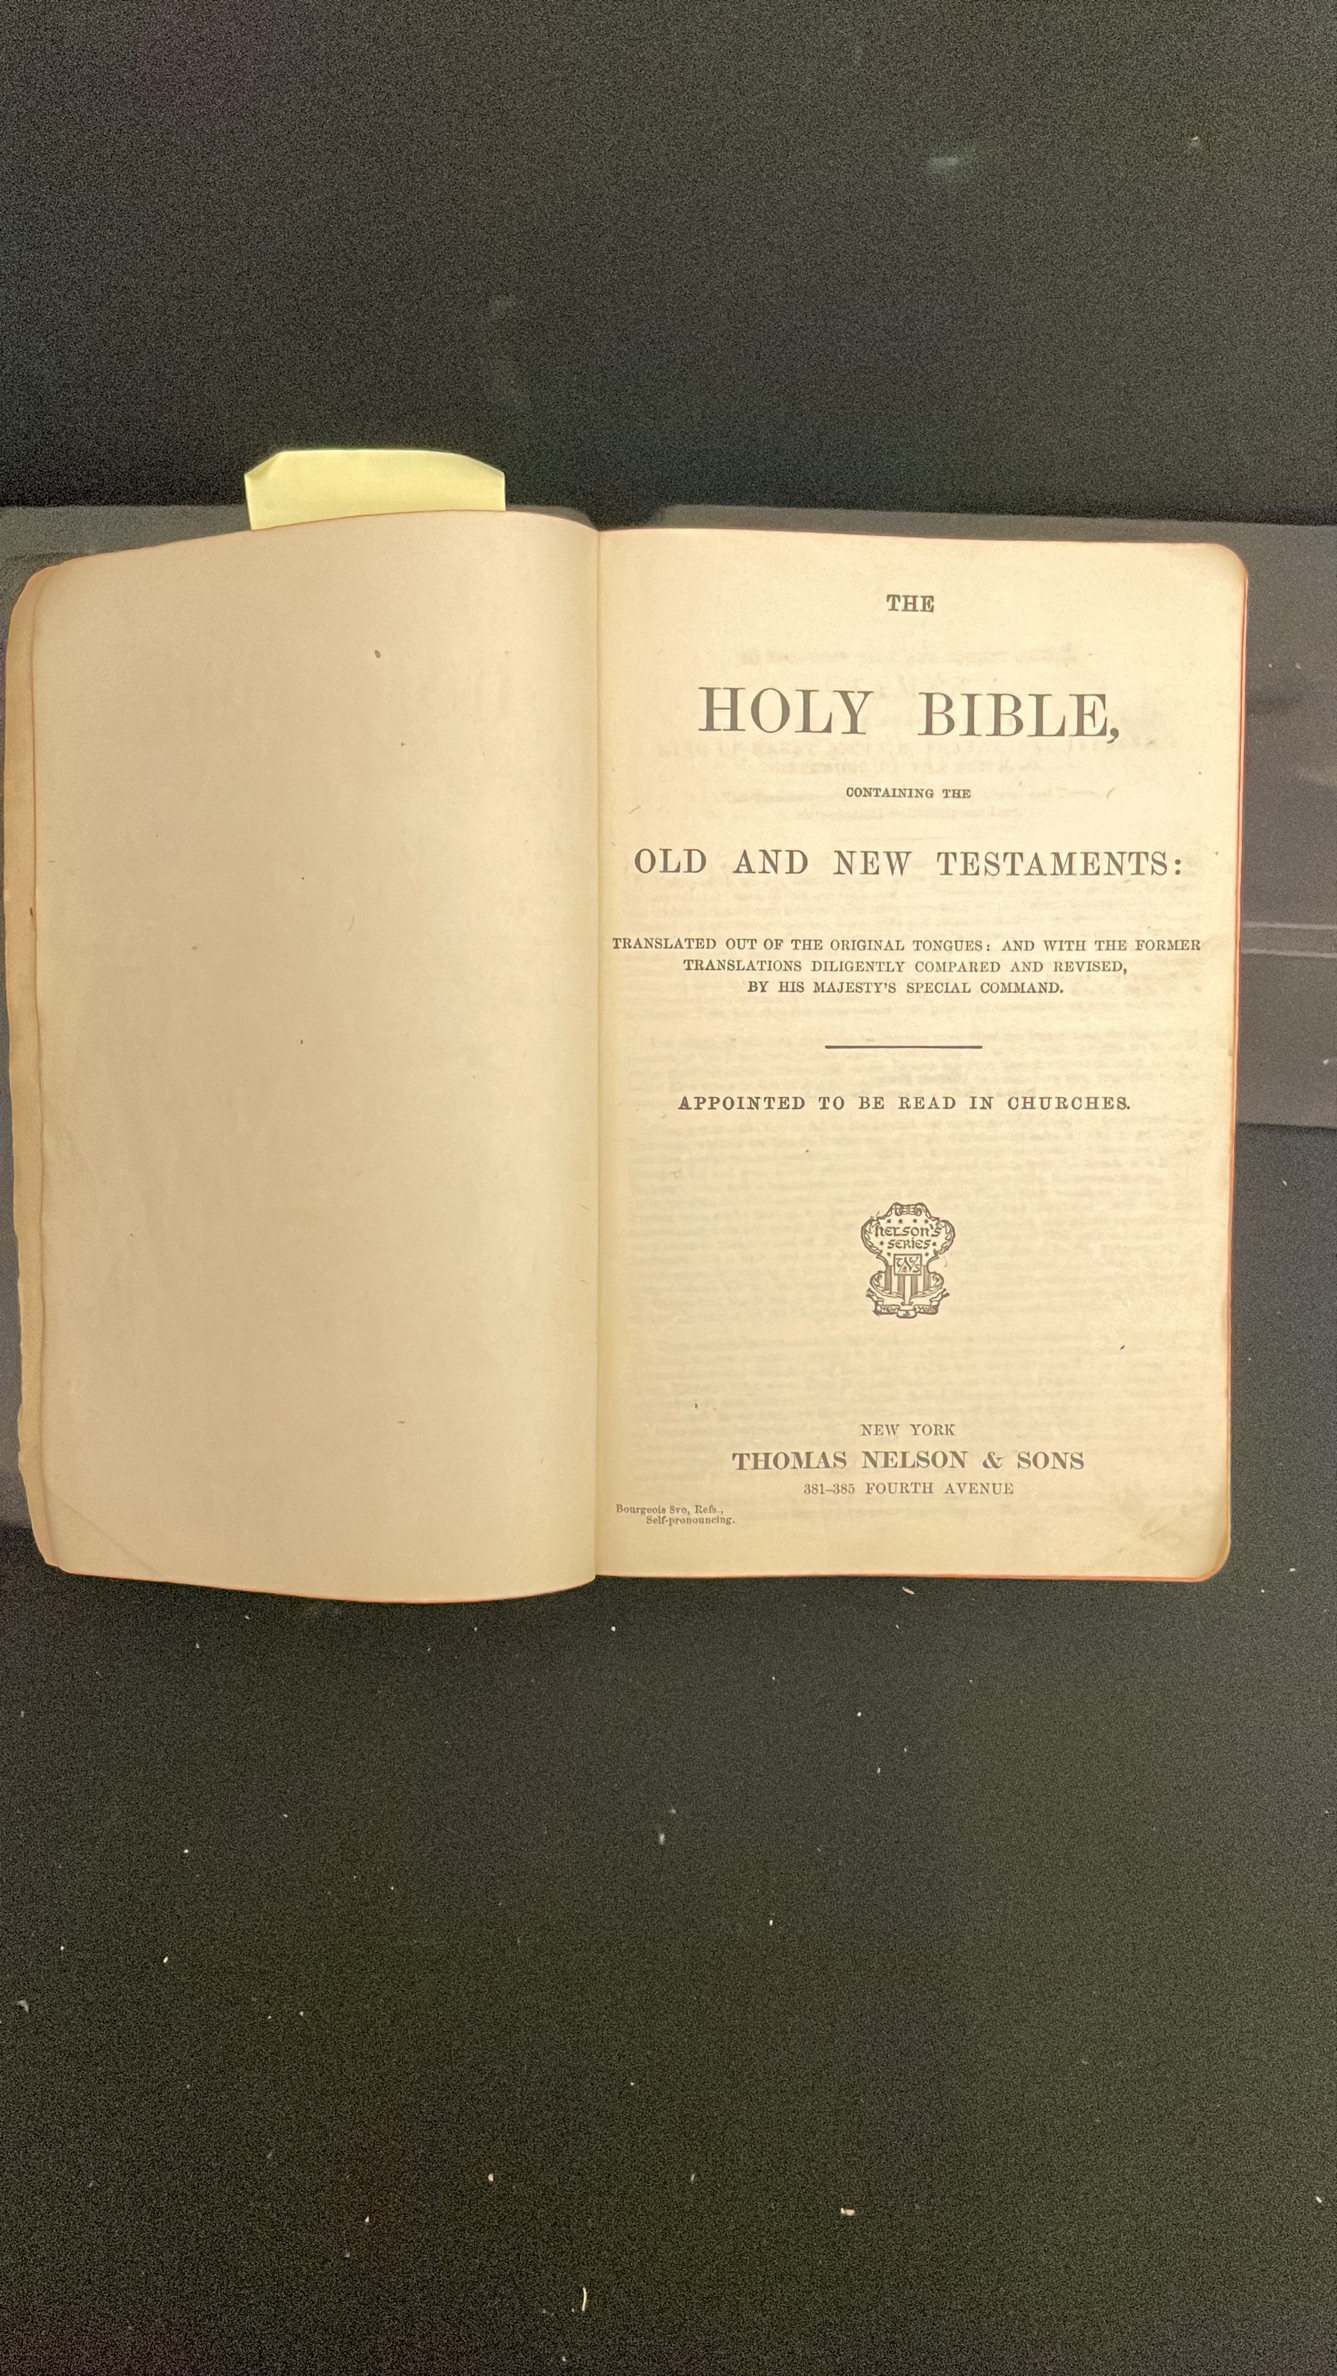 THE
HOLY BIBLE,
CONTAINING THE
OLD AND NEW TESTAMENTS:
TRANSLATED OUT OF THE ORIGINAL TONGUES: AND WITH THE FORMER
TRANSLATIONS DILIGENTLY COMPARED AND REVISED,
BY HIS MAJESTY'S SPECIAL COMMAND.
APPOINTED TO BE READ IN CHURCHES.
NELSON'S
SERIES
NEW YORK
THOMAS NELSON & SONS
381–385 FOURTH AVENUE
Bourgeois 8vo, Refs.,
Self-pronouncing.